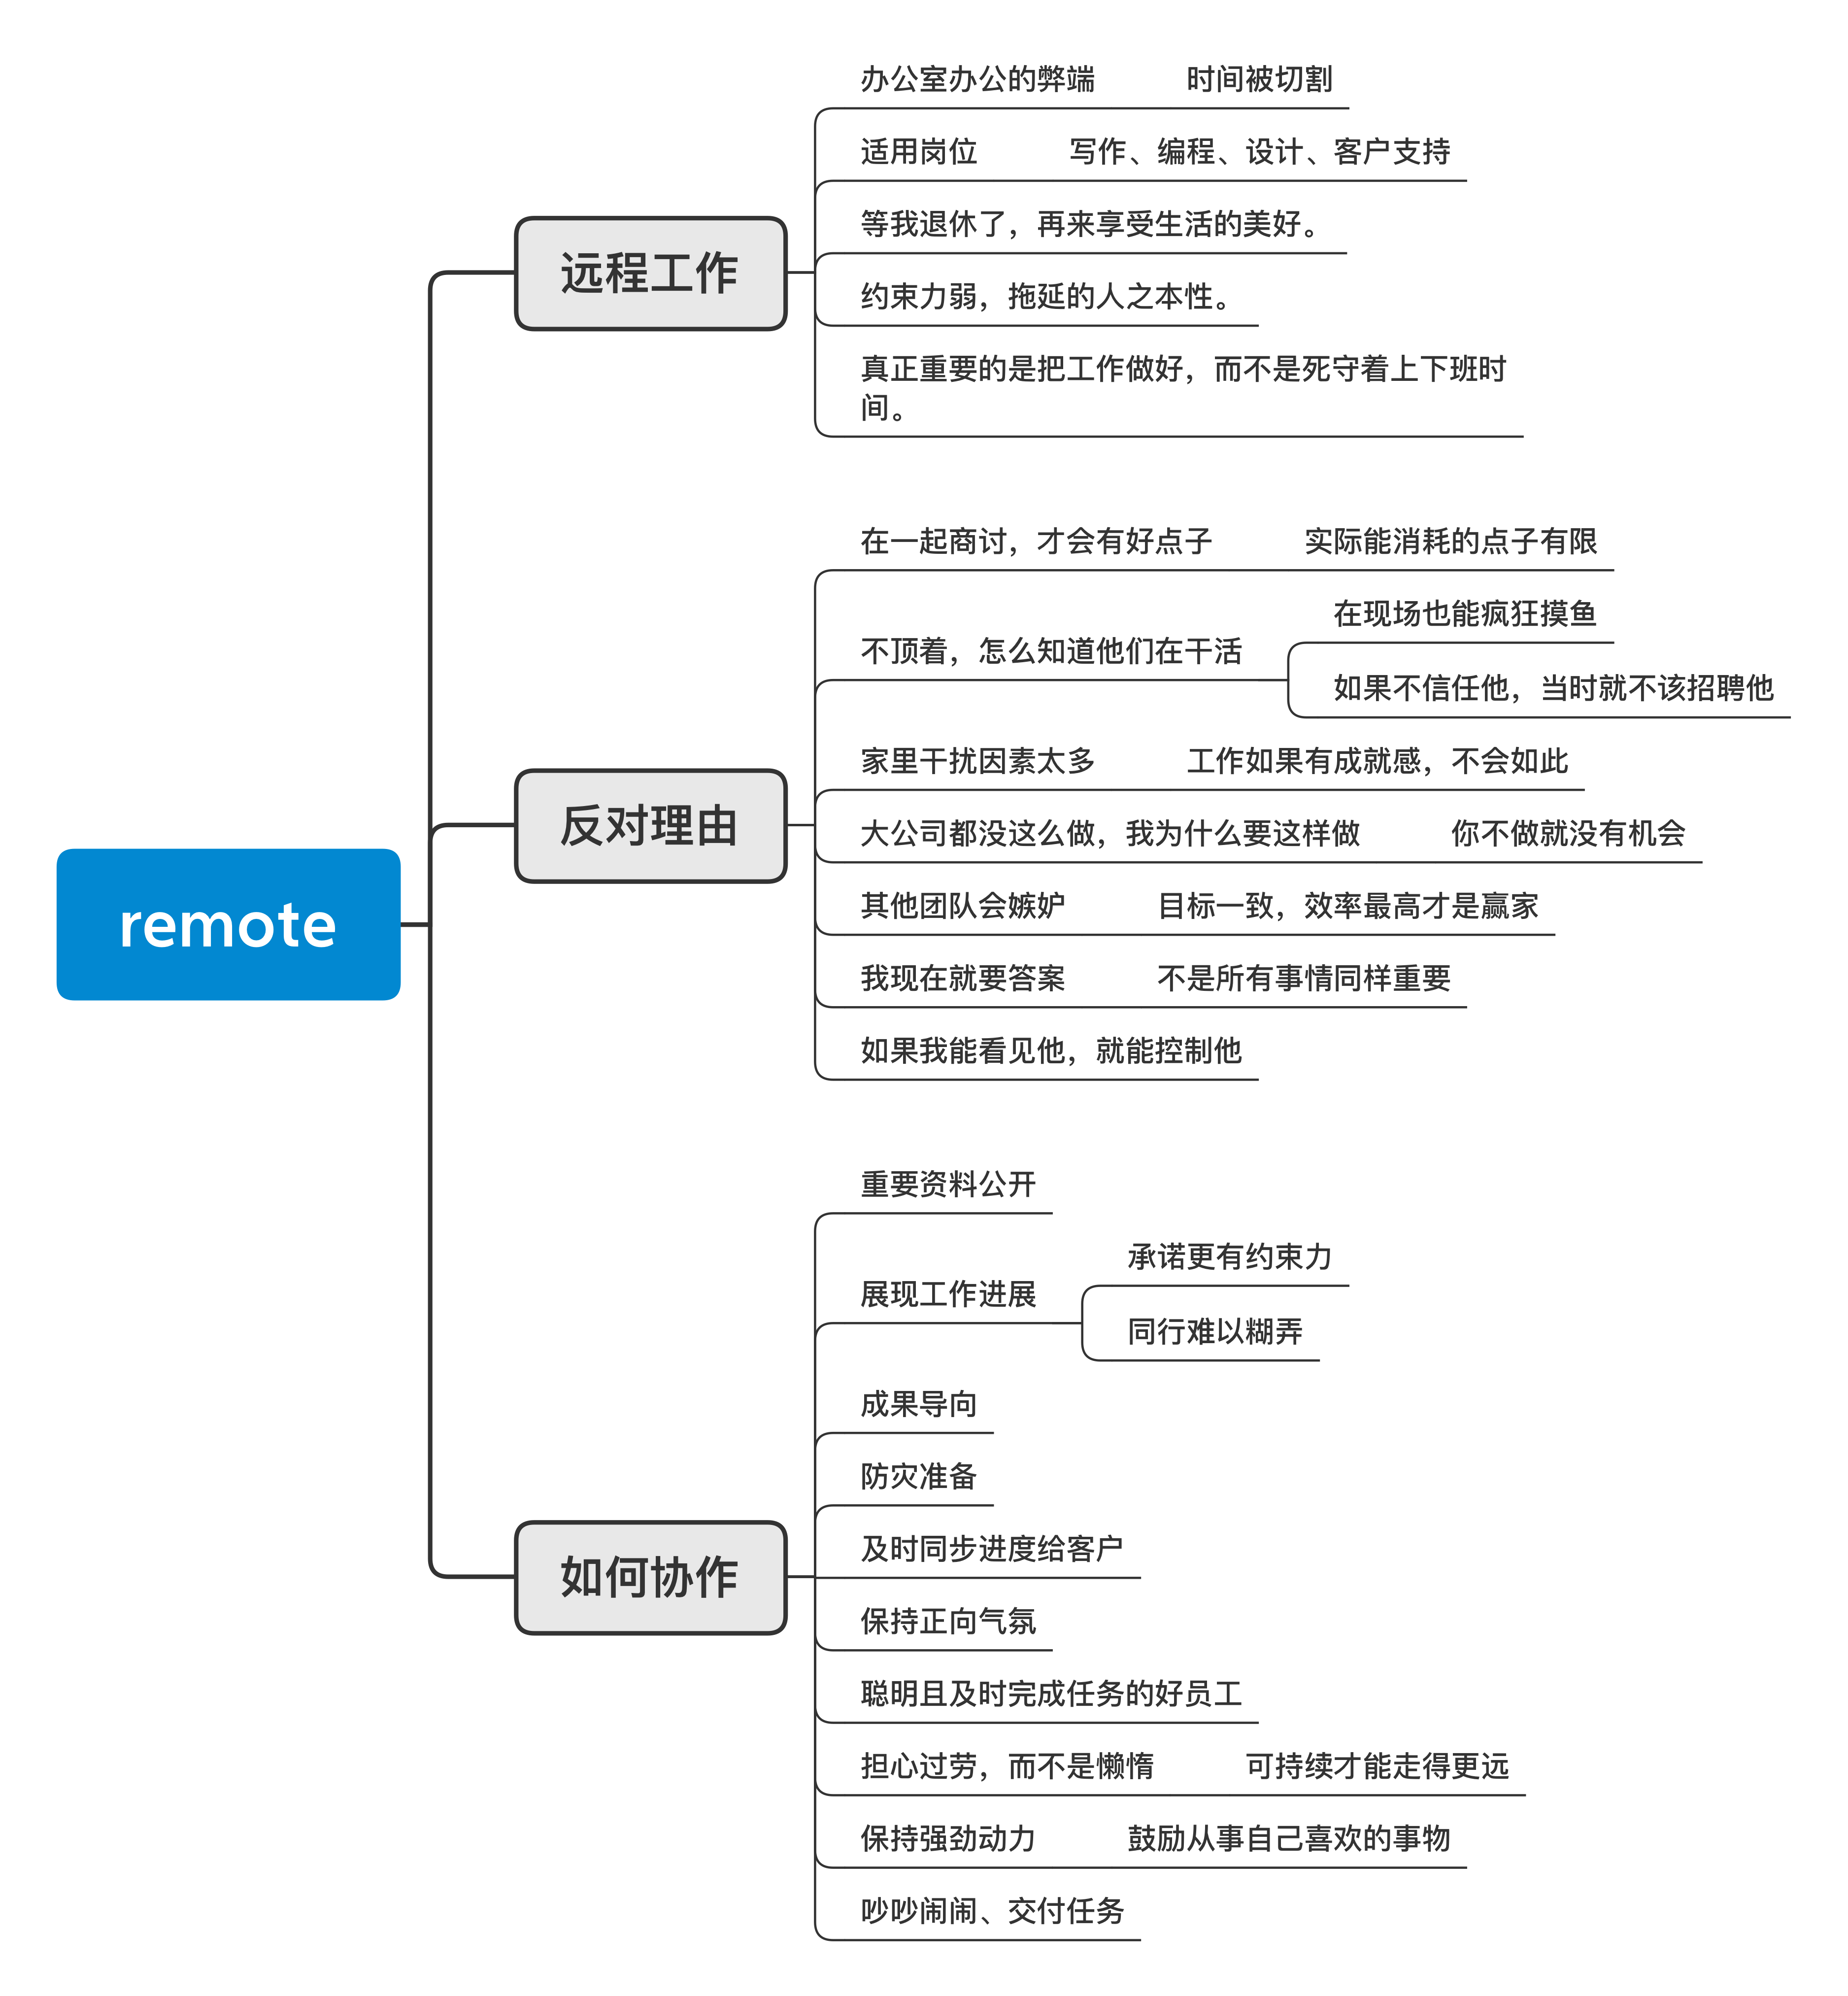 remote
远程工作
办公室办公的弊端
时间被切割
适用岗位
写作、编程、设计、客户支持
等我退休了，再来享受生活的美好。
约束力弱，拖延的人之本性。
真正重要的是把工作做好，而不是死守着上下班时
间。
反对理由
在一起商讨，才会有好点子
实际能消耗的点子有限
不顶着，怎么知道他们在干活
在现场也能疯狂摸鱼
如果不信任他，当时就不该招聘他
家里干扰因素太多
工作如果有成就感，不会如此
大公司都没这么做，我为什么要这样做
你不做就没有机会
其他团队会嫉妒
目标一致，效率最高才是赢家
我现在就要答案
不是所有事情同样重要
如果我能看见他，就能控制他
如何协作
重要资料公开
展现工作进展
承诺更有约束力
同行难以糊弄
成果导向
防灾准备
及时同步进度给客户
保持正向气氛
聪明且及时完成任务的好员工
担心过劳，而不是懒惰
可持续才能走得更远
保持强劲动力
鼓励从事自己喜欢的事物
吵吵闹闹、交付任务